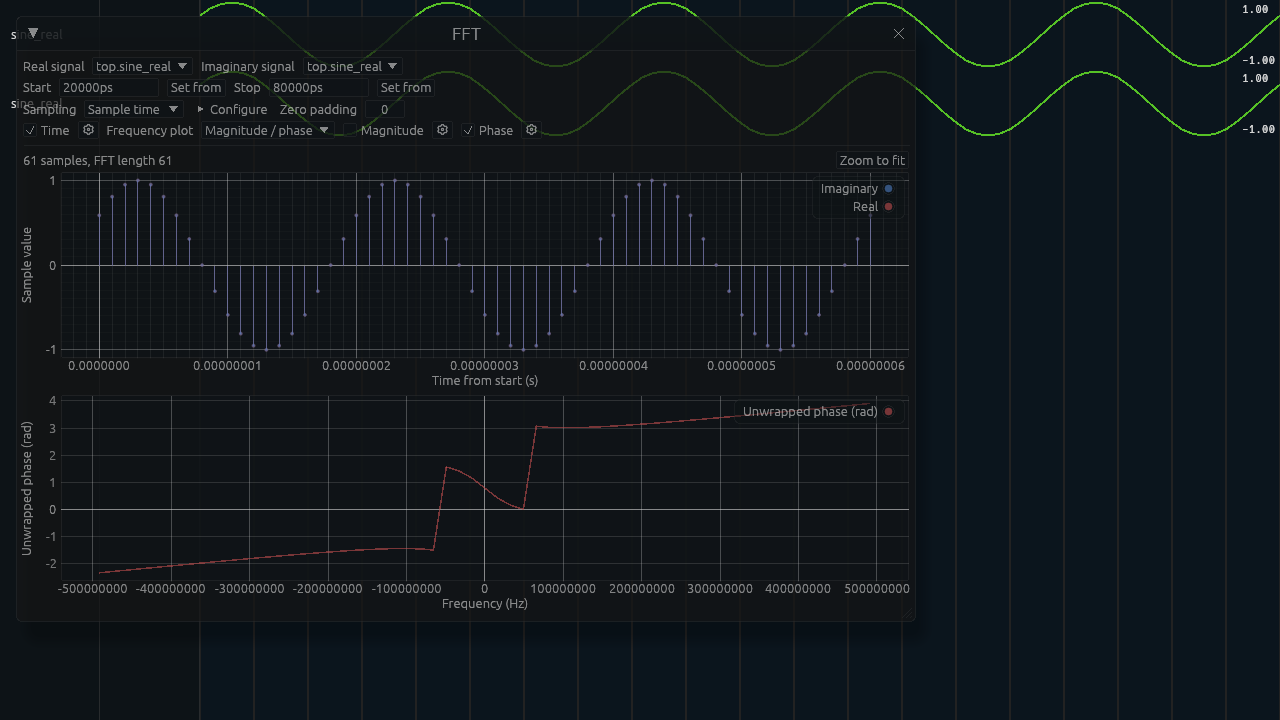 1.00
FFT
sine_real
-1.00
Real signal top.sine_real Imaginary signal top.sine_real
1.00
Start 20000ps Set from Stop 80000ps Set from
sine_real
Sampling Sample time Configure Zero padding 0
Time Frequency plot Magnitude / phase Magnitude Phase
-1.00
61 samples, FFT length 61 Zoom to fit
Imaginary
Real
1
0
-1
Sample value
0.0000000 0.00000001 0.00000002 0.00000003 0.00000004 0.00000005 0.00000006
Time from start (s)
Unwrapped phase (rad)
4
3
2
1
0
-1
-2
Unwrapped phase (rad)
-500000000 -400000000 -300000000 -200000000 -100000000 0 100000000 200000000 300000000 400000000 500000000
Frequency (Hz)